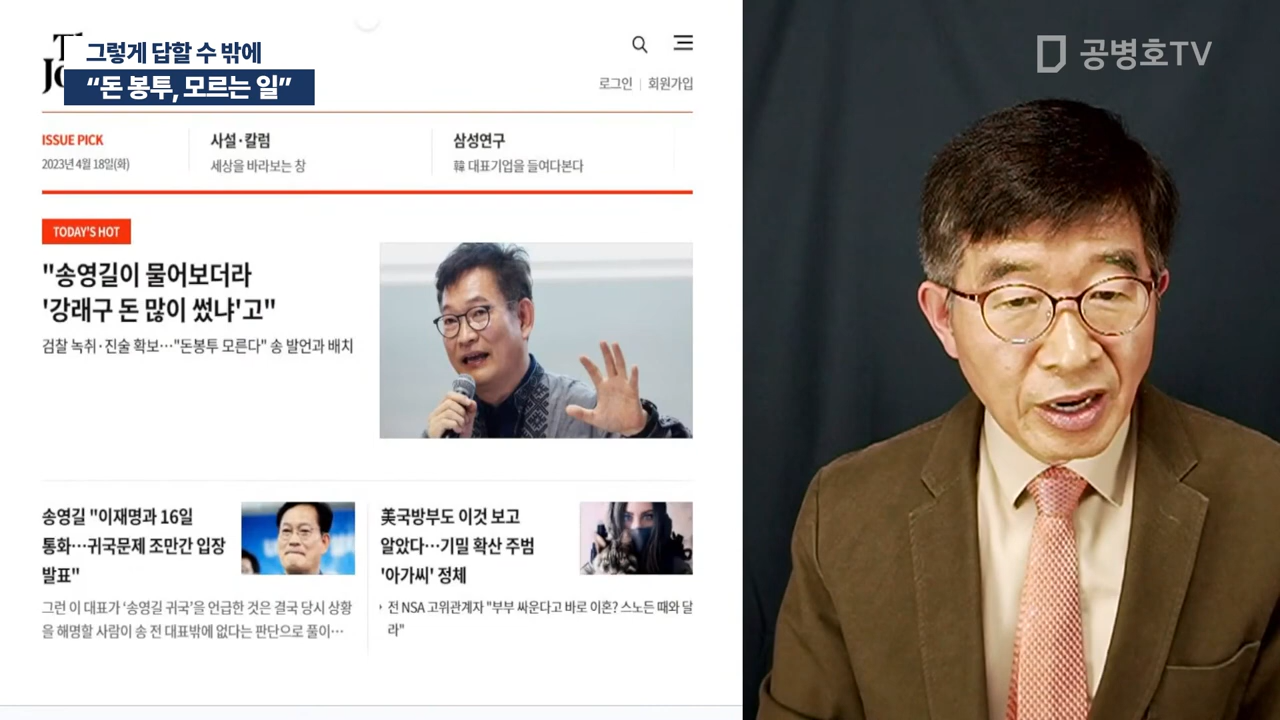 그렇게 답할 수 밖에
“돈 봉투, 모르는 일”
공병호TV
로그인 | 회원가입
ISSUE PICK
2023년 4월 18일(화)
사설·칼럼
세상을 바라보는 창
삼성연구
韓 대표기업을 들여다본다
TODAY'S HOT
"송영길이 물어보더라
'강래구 돈 많이 썼냐'고"
검찰 녹취·진술 확보…"돈봉투 모른다" 송 발언과 배치
송영길 "이재명과 16일
통화…귀국문제 조만간 입장
발표"
그런 이 대표가 ‘송영길 귀국’을 언급한 것은 결국 당시 상황
을 해명할 사람이 송 전 대표밖에 없다는 판단으로 풀이…
美국방부도 이것 보고
알았다…기밀 확산 주범
'아가씨' 정체
전 NSA 고위관계자 "부부 싸운다고 바로 이혼? 스노든 때와 달
라"